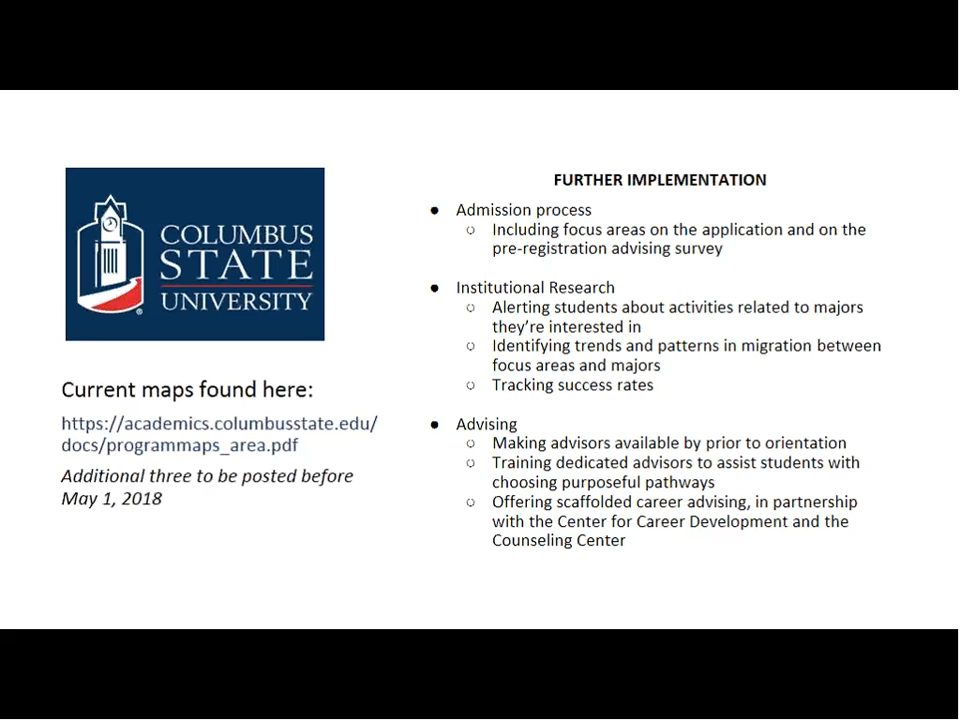 COLUMBUS
STATE
UNIVERSITY
®
Current maps found here:
https://academics.columbusstate.edu/
docs/programmaps_area.pdf
Additional three to be posted before
May 1, 2018
FURTHER IMPLEMENTATION
● Admission process
○ Including focus areas on the application and on the
pre-registration advising survey
● Institutional Research
○ Alerting students about activities related to majors
they're interested in
○ Identifying trends and patterns in migration between
focus areas and majors
○ Tracking success rates
● Advising
○ Making advisors available by prior to orientation
○ Training dedicated advisors to assist students with
choosing purposeful pathways
○ Offering scaffolded career advising, in partnership
with the Center for Career Development and the
Counseling Center